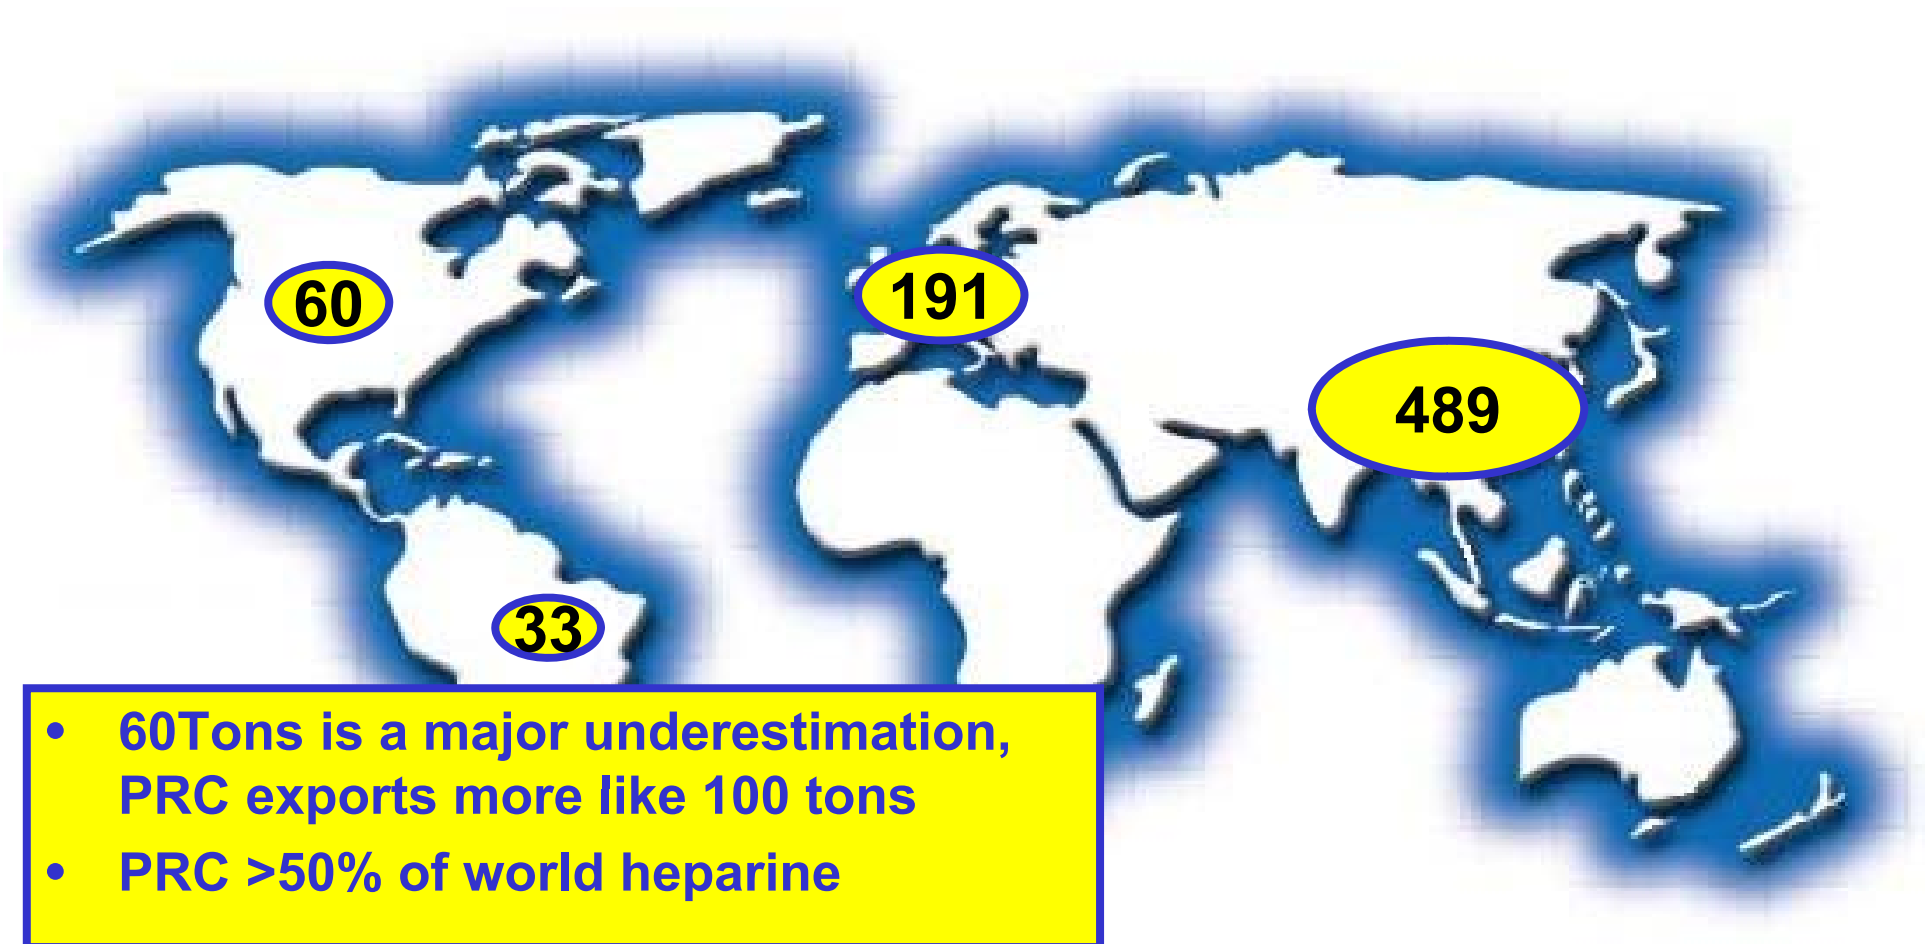 60
191
489
33
• 60Tons is a major underestimation,
PRC exports more like 100 tons
• PRC >50% of world heparine